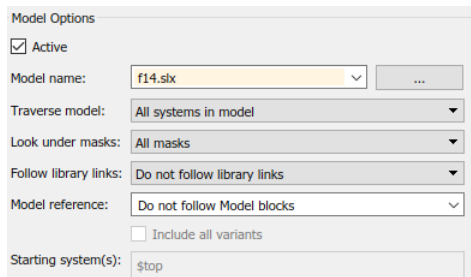 Model Options
Active
Model name: f14.slx ...
Traverse model: All systems in model
Look under masks: All masks
Follow library links: Do not follow library links
Model reference: Do not follow Model blocks
Include all variants
Starting system(s): $top